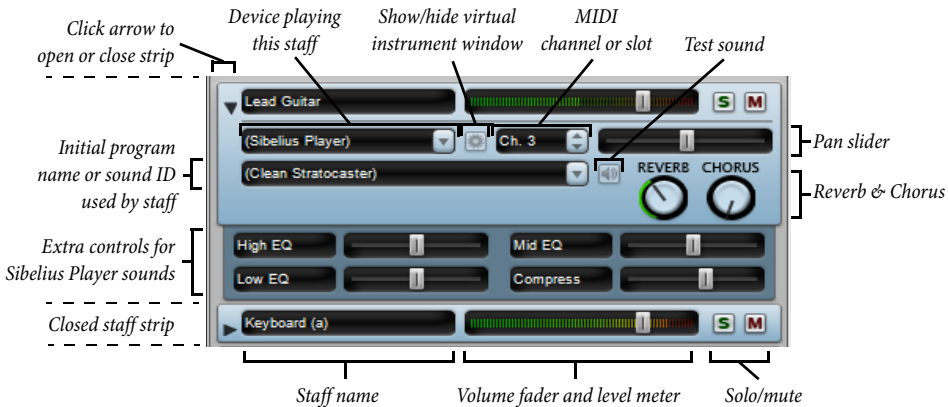 Click arrow to
open or close strip
Device playing
this staff
Show/hide virtual
instrument window
MIDI
channel or slot
Test sound
Lead Guitar
S M
(Sibelius Player)
Ch. 3
Pan slider
Initial program
name or sound ID
used by staff
(Clean Stratocaster)
REVERB CHORUS
Reverb & Chorus
Extra controls for
Sibelius Player sounds
High EQ
Mid EQ
Low EQ
Compress
Closed staff strip
Keyboard (a)
S M
Staff name
Volume fader and level meter
Solo/mute